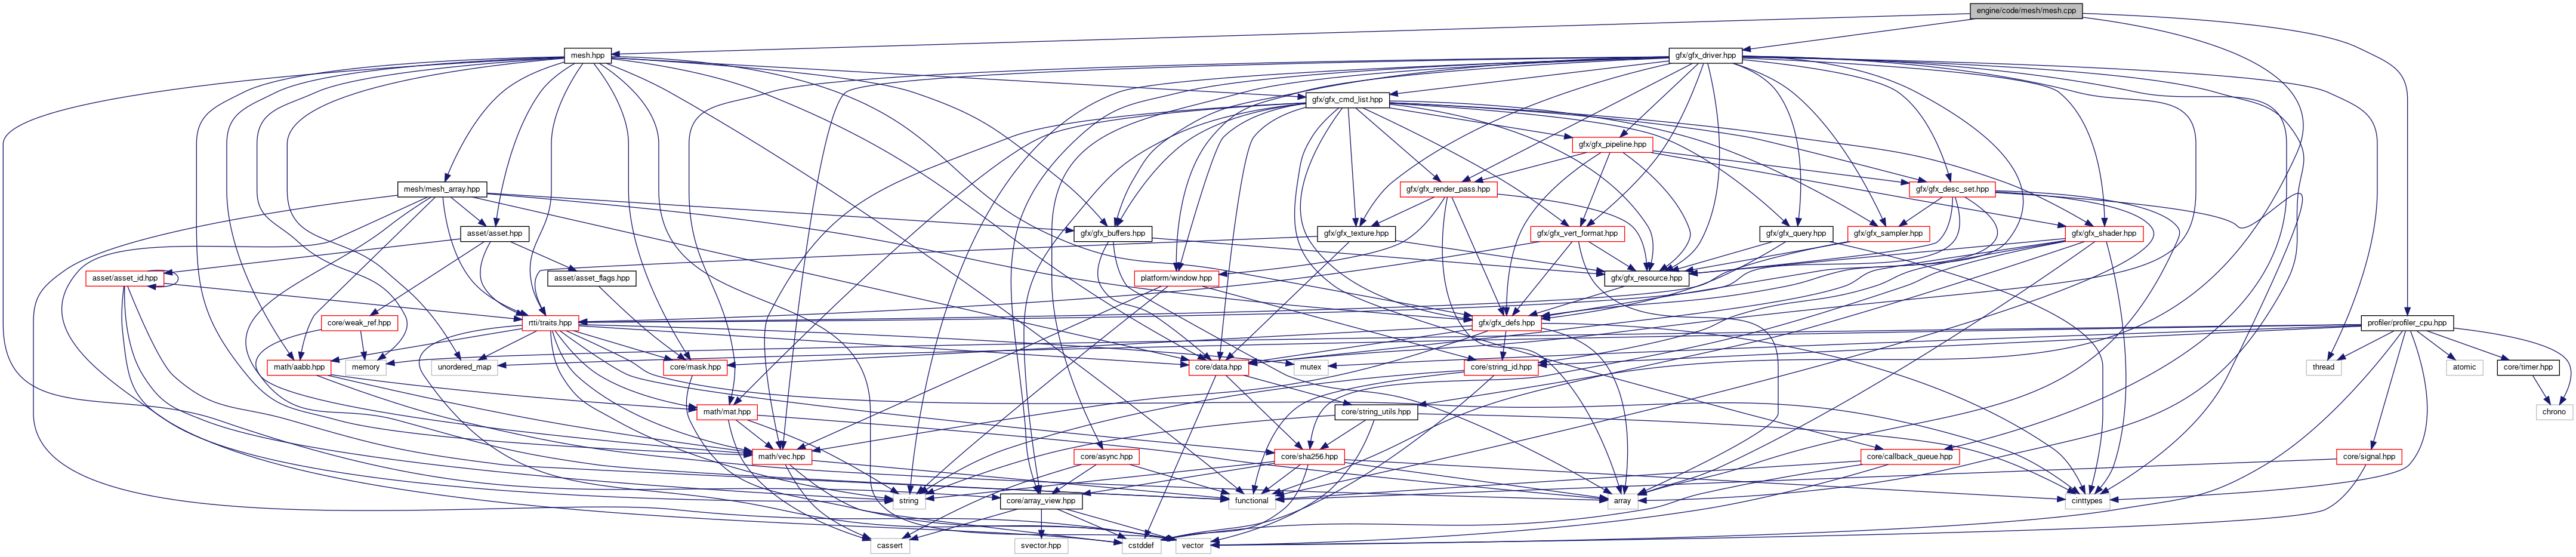 engine/code/mesh/mesh.cpp
mesh.hpp
gfx/gfx_driver.hpp
gfx/gfx_cmd_list.hpp
gfx/gfx_pipeline.hpp
mesh/mesh_array.hpp
gfx/gfx_render_pass.hpp
gfx/gfx_desc_set.hpp
asset/asset.hpp
gfx/gfx_buffers.hpp
gfx/gfx_texture.hpp
gfx/gfx_vert_format.hpp
gfx/gfx_query.hpp
gfx/gfx_sampler.hpp
gfx/gfx_shader.hpp
asset/asset_id.hpp
asset/asset_flags.hpp
platform/window.hpp
gfx/gfx_resource.hpp
core/weak_ref.hpp
rtti/traits.hpp
gfx/gfx_defs.hpp
profiler/profiler_cpu.hpp
math/aabb.hpp
memory
unordered_map
core/mask.hpp
core/data.hpp
mutex
core/string_id.hpp
thread
atomic
core/timer.hpp
math/mat.hpp
core/string_utils.hpp
chrono
math/vec.hpp
core/async.hpp
core/sha256.hpp
core/callback_queue.hpp
core/signal.hpp
string
core/array_view.hpp
functional
array
cinttypes
cassert
svector.hpp
cstddef
vector